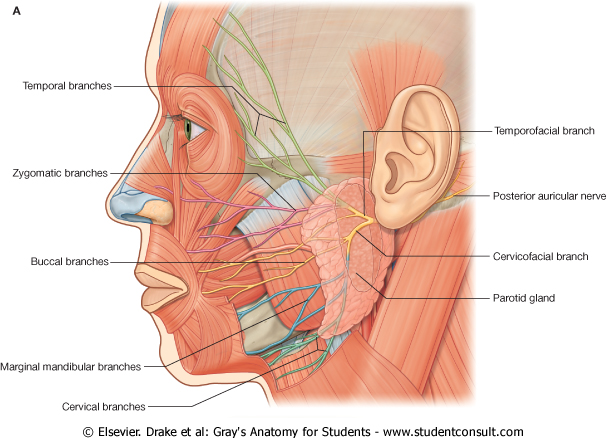 A
Temporal branches
Temporofacial branch
Zygomatic branches
Posterior auricular nerve
Buccal branches
Cervicofacial branch
Parotid gland
Marginal mandibular branches
Cervical branches
© Elsevier. Drake et al: Gray's Anatomy for Students - www.studentconsult.com